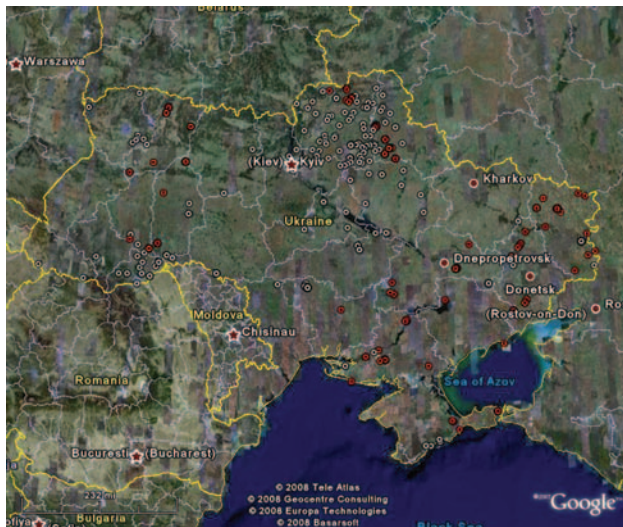 Belarus
Warszawa
(Kiev) Kyiv
Kharkov
Ukraine
Dnepropetrovsk
Donetsk
(Rostov-on-Don) Ro
Moldova
Chisinau
Sea of Azov
Romania
Bucuresti (Bucharest)
232 mi
© 2008 Tele Atlas
© 2008 Geocentre Consulting
© 2008 Europa Technologies
© 2008 Basarsoft
Google
Bulgaria
Black Sea